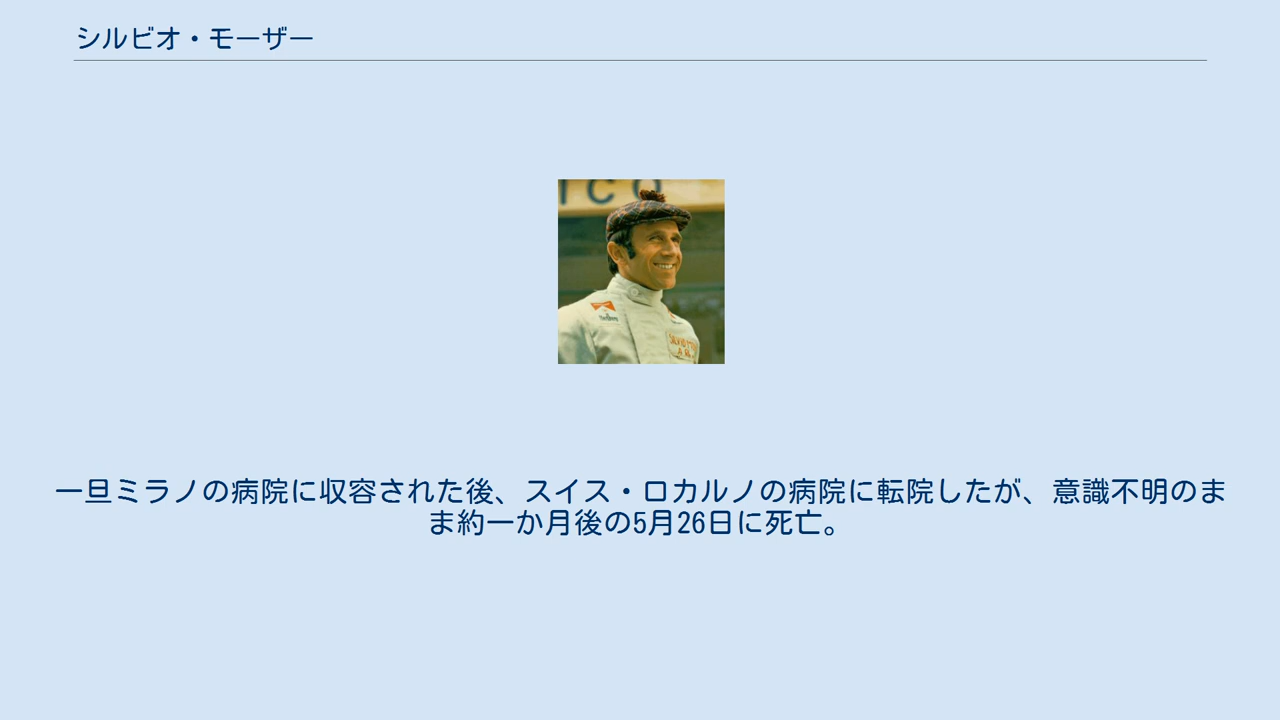 シルビオ・モーザー
ICO
一旦ミラノの病院に収容された後、スイス・ロカルノの病院に転院したが、意識不明のま
ま約一か月後の5月26日に死亡。